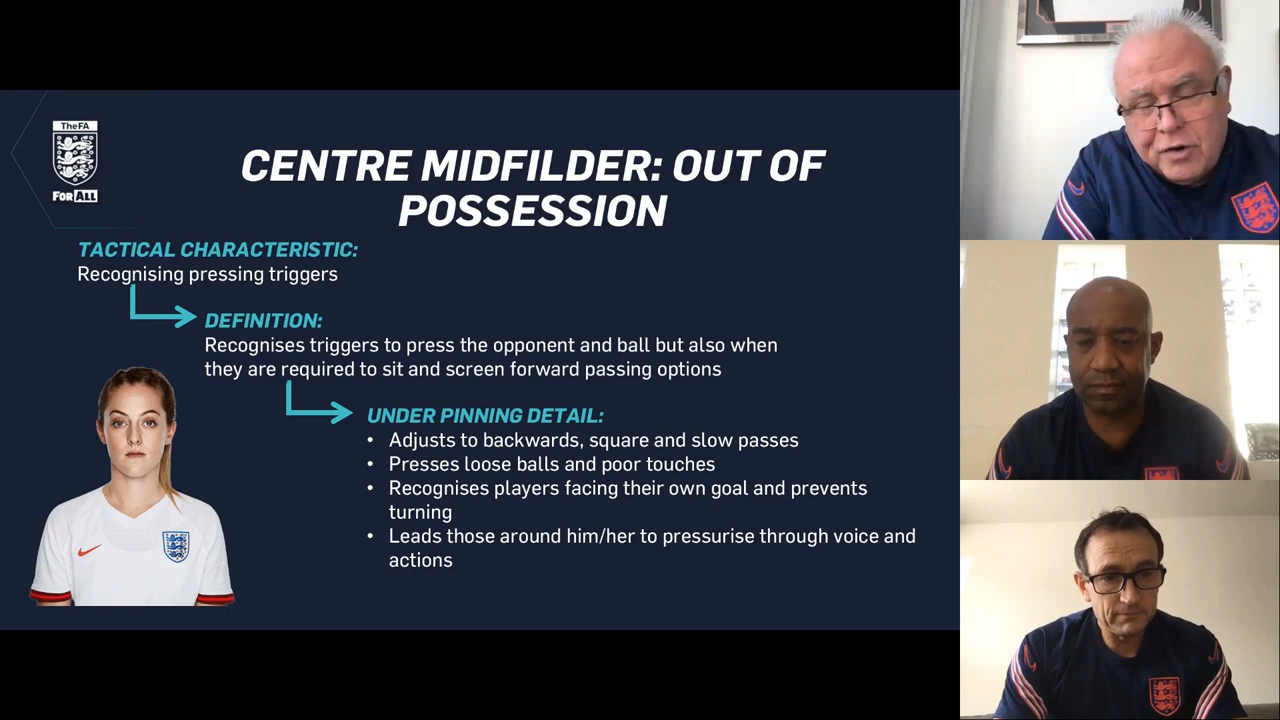 TheFA
FOR ALL
CENTRE MIDFILDER: OUT OF
POSSESSION
TACTICAL CHARACTERISTIC:
Recognising pressing triggers
DEFINITION:
Recognises triggers to press the opponent and ball but also when
they are required to sit and screen forward passing options
UNDER PINNING DETAIL:
• Adjusts to backwards, square and slow passes
• Presses loose balls and poor touches
• Recognises players facing their own goal and prevents
turning
• Leads those around him/her to pressurise through voice and
actions